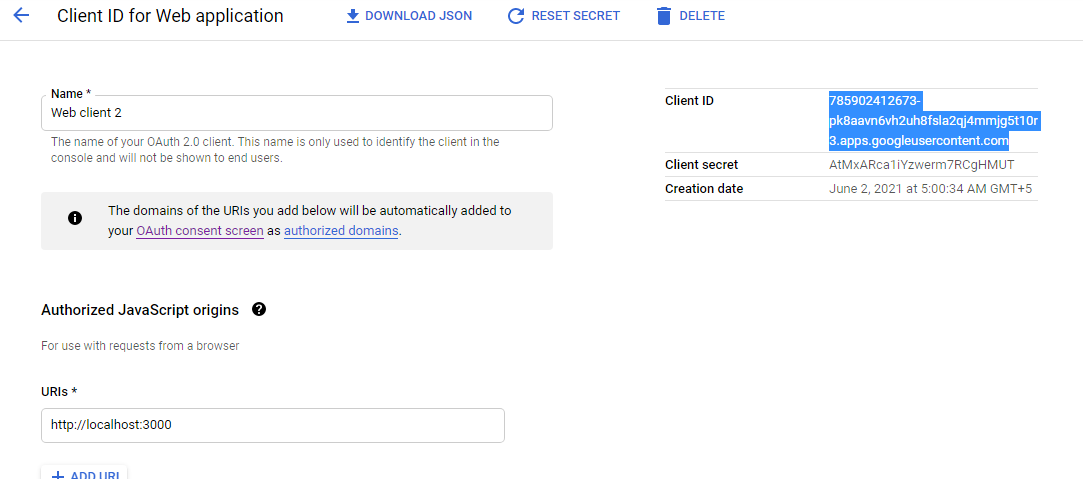 Client ID for Web application
DOWNLOAD JSON
RESET SECRET
DELETE
Name *
Web client 2
The name of your OAuth 2.0 client. This name is only used to identify the client in the
console and will not be shown to end users.
The domains of the URIs you add below will be automatically added to
your OAuth consent screen as authorized domains.
Authorized JavaScript origins
For use with requests from a browser
URIs *
http://localhost:3000
ADD URI
Client ID
785902412673-
pk8aavn6vh2uh8fsla2qj4mmjg5t10r
3.apps.googleusercontent.com
Client secret
AtMxARca1iYzwerm7RCgHMUT
Creation date
June 2, 2021 at 5:00:34 AM GMT+5